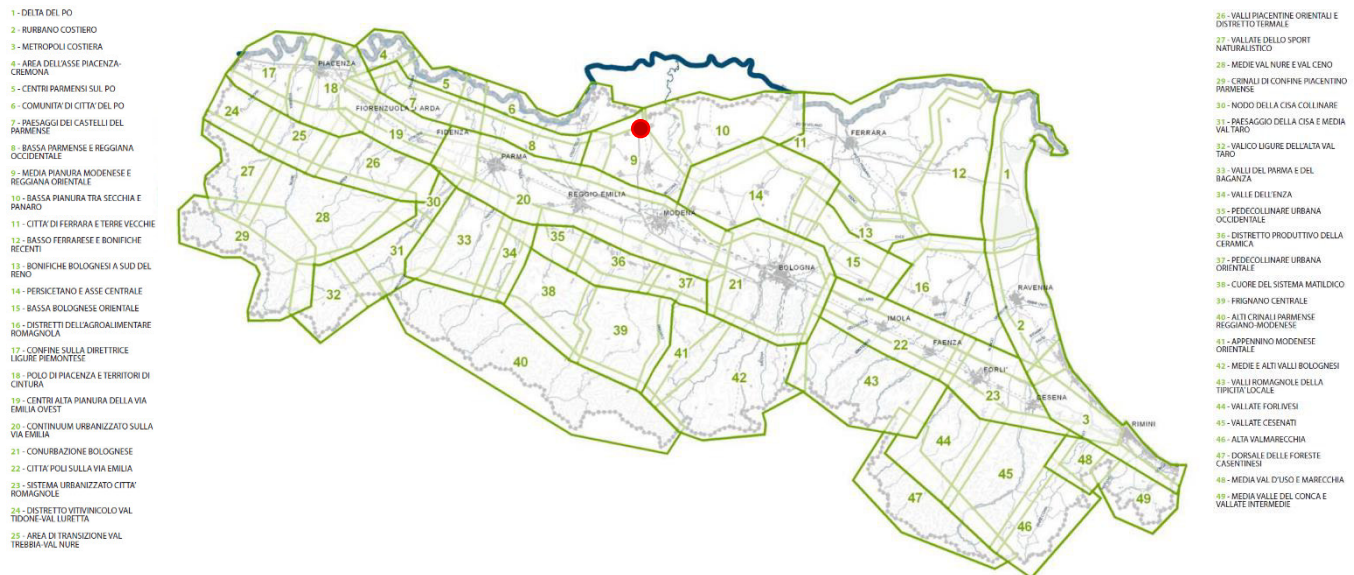 1 - DELTA DEL PO
2 - RURBANO COSTIERO
3 - METROPOLI COSTIERA
4 - AREA DELL'ASSE PIACENZA-
CREMONA
5 - CENTRI PARMENSI SUL PO
6 - COMUNITA' DI CITTA' DEL PO
7 - PAESAGGI DEI CASTELLI DEL
PARMENSE
8 - BASSA PARMENSE E REGGIANA
OCCIDENTALE
9 - MEDIA PIANURA MODENESE E
REGGIANA ORIENTALE
10 - BASSA PIANURA TRA SECCHIA E
PANARO
11 - CITTA' DI FERRARA E TERRE VECCHIE
12 - BASSO FERRARESE E BONIFICHE
RECENTI
13 - BONIFICHE BOLOGNESI A SUD DEL
RENO
14 - PERSICETANO E ASSE CENTRALE
15 - BASSA BOLOGNESE ORIENTALE
16 - DISTRETTI DELL'AGROALIMENTARE
ROMAGNOLA
17 - CONFINE SULLA DIRETTRICE
LIGURE PIEMONTESE
18 - POLO DI PIACENZA E TERRITORI DI
CINTURA
19 - CENTRI ALTA PIANURA DELLA VIA
EMILIA OVEST
20 - CONTINUUM URBANIZZATO SULLA
VIA EMILIA
21 - CONURBAZIONE BOLOGNESE
22 - CITTA' POLI SULLA VIA EMILIA
23 - SISTEMA URBANIZZATO CITTA'
ROMAGNOLE
24 - DISTRETTO VITIVINICOLO VAL
TIDONE-VAL LURETTA
25 - AREA DI TRANSIZIONE VAL
TREBBIA-VAL NURE
17
PIACENZA
18
4
5
6
7
FIORENZUOLA
ARDA
24
25
19
FIDENZA
8
9
10
11
FERRARA
12
1
PARMA
26
27
20
REGGIO EMILIA
14
MODENA
30
28
29
33
34
35
36
13
15
BOLOGNA
16
31
32
38
37
21
RAVENNA
39
41
IMOLA
2
40
42
22
FAENZA
43
FORLI'
23
CESENA
3
RIMINI
44
45
48
47
49
46
26 - VALLI PIACENTINE ORIENTALI E
DISTRETTO TERMALE
27 - VALLATE DELLO SPORT
NATURALISTICO
28 - MEDIE VAL NURE E VAL CENO
29 - CRINALI DI CONFINE PIACENTINO
PARMENSE
30 - NODO DELLA CISA COLLINARE
31 - PAESAGGIO DELLA CISA E MEDIA
VAL TARO
32 - VALICO LIGURE DELL'ALTA VAL
TARO
33 - VALLI DEL PARMA E DEL
BAGANZA
34 - VALLE DELL'ENZA
35 - PEDECOLLINARE URBANA
OCCIDENTALE
36 - DISTRETTO PRODUTTIVO DELLA
CERAMICA
37 - PEDECOLLINARE URBANA
ORIENTALE
38 - CUORE DEL SISTEMA MATILDICO
39 - FRIGNANO CENTRALE
40 - ALTI CRINALI PARMENSE
REGGIANO-MODENESE
41 - APPENNINO MODENESE
ORIENTALE
42 - MEDIE E ALTI VALLI BOLOGNESI
43 - VALLI ROMAGNOLE DELLA
TIPICITA' LOCALE
44 - VALLATE FORLIVESI
45 - VALLATE CESENATI
46 - ALTA VALMARECCHIA
47 - DORSALE DELLE FORESTE
CASENTINESI
48 - MEDIA VAL D'USO E MARECCHIA
49 - MEDIA VALLE DEL CONCA E
VALLATE INTERMEDIE